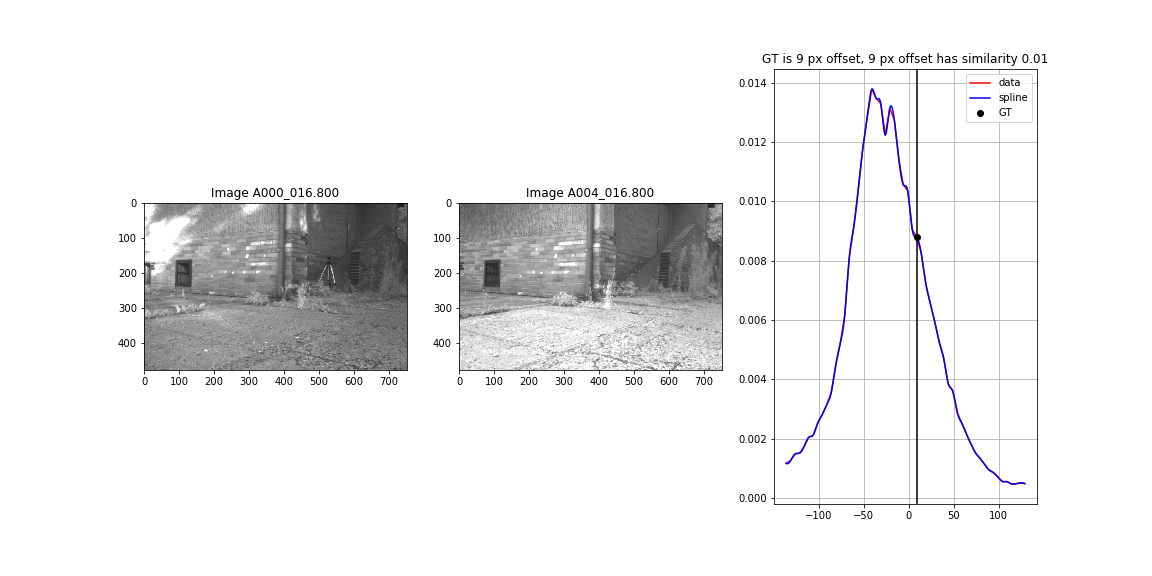 GT is 9 px offset, 9 px offset has similarity 0.01
Image A000_016.800
Image A004_016.800
data
spline
GT
0
100
200
300
400
0 100 200 300 400 500 600 700
0
100
200
300
400
0 100 200 300 400 500 600 700
0.014
0.012
0.010
0.008
0.006
0.004
0.002
0.000
−100 −50 0 50 100